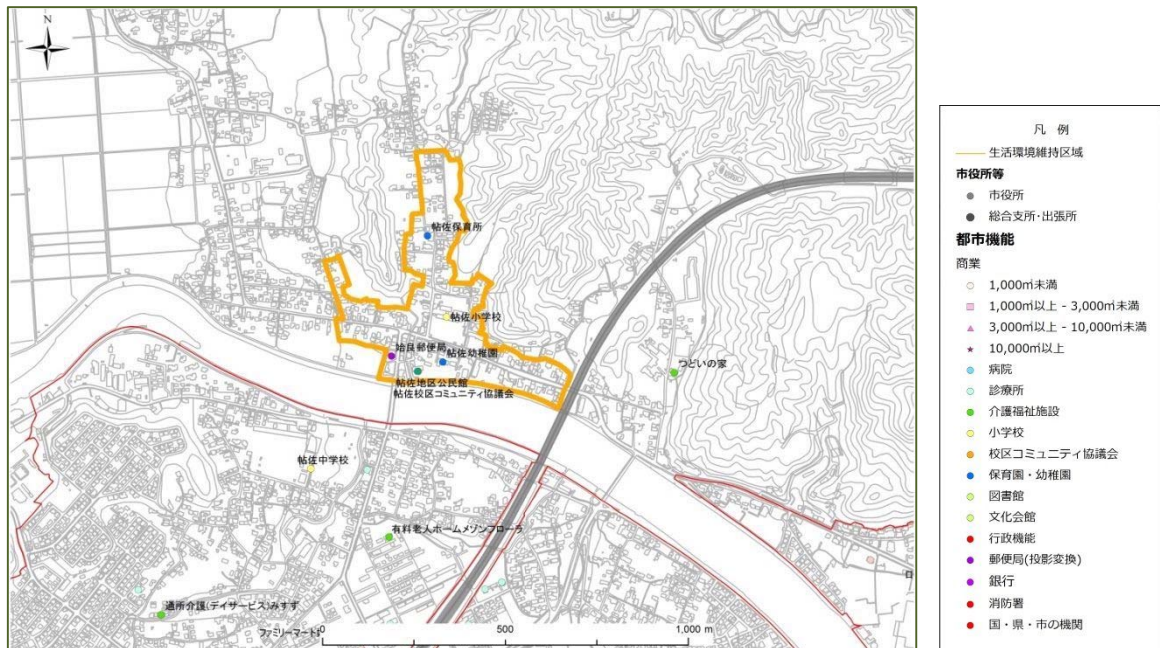 N
帖佐保育所
帖佐小学校
姶良郵便局
帖佐幼稚園
帖佐地区公民館
帖佐校区コミュニティ協議会
つどいの家
帖佐中学校
有料老人ホームメゾンフローラ
通所介護(デイサービス)みすず
ファミリーマート
0 500 1,000 m
凡 例
生活環境維持区域
市役所等
市役所
総合支所・出張所
都市機能
商業
1,000㎡未満
1,000㎡以上 - 3,000㎡未満
3,000㎡以上 - 10,000㎡未満
10,000㎡以上
病院
診療所
介護福祉施設
小学校
校区コミュニティ協議会
保育園・幼稚園
図書館
文化会館
行政機能
郵便局(投影変換)
銀行
消防署
国・県・市の機関